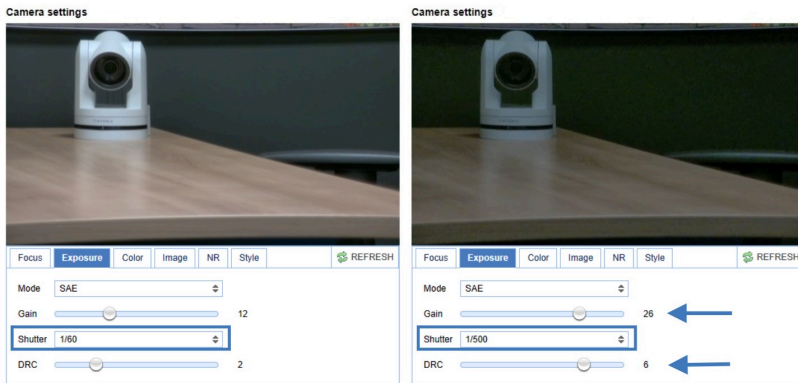 Camera settings
Focus Exposure Color Image NR Style REFRESH
Mode SAE
Gain 12
Shutter 1/60
DRC 2
Camera settings
Focus Exposure Color Image NR Style REFRESH
Mode SAE
Gain 26
Shutter 1/500
DRC 6